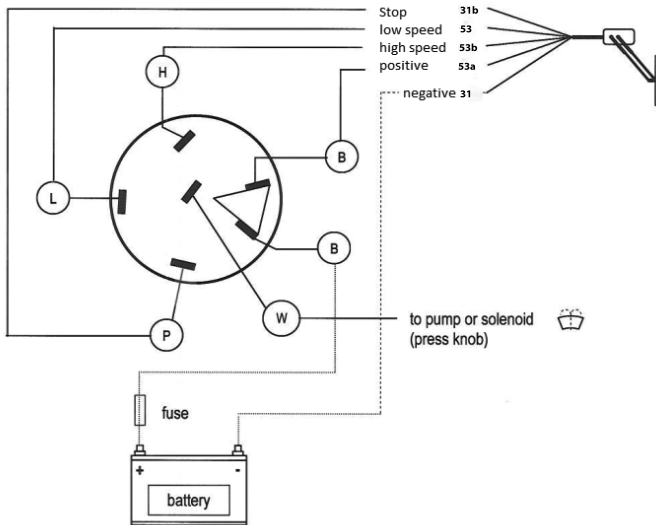 Stop 31b
low speed 53
high speed 53b
positive 53a
negative 31
H
B
L
B
W
to pump or solenoid
(press knob)
P
fuse
+ -
battery